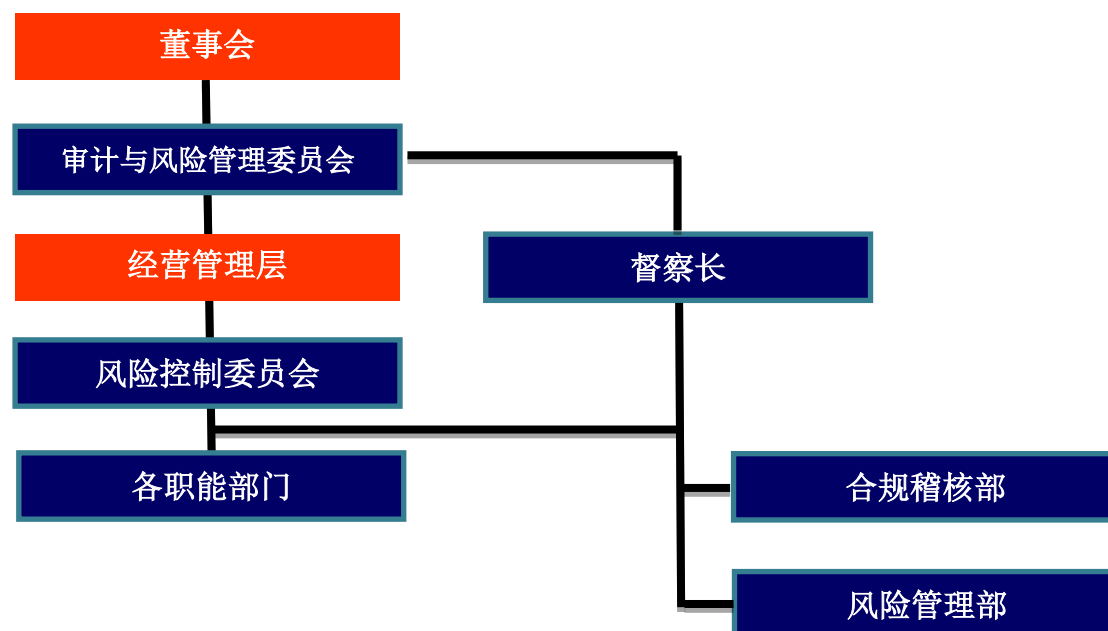 董事会
审计与风险管理委员会
经营管理层
督察长
风险控制委员会
各职能部门
合规稽核部
风险管理部